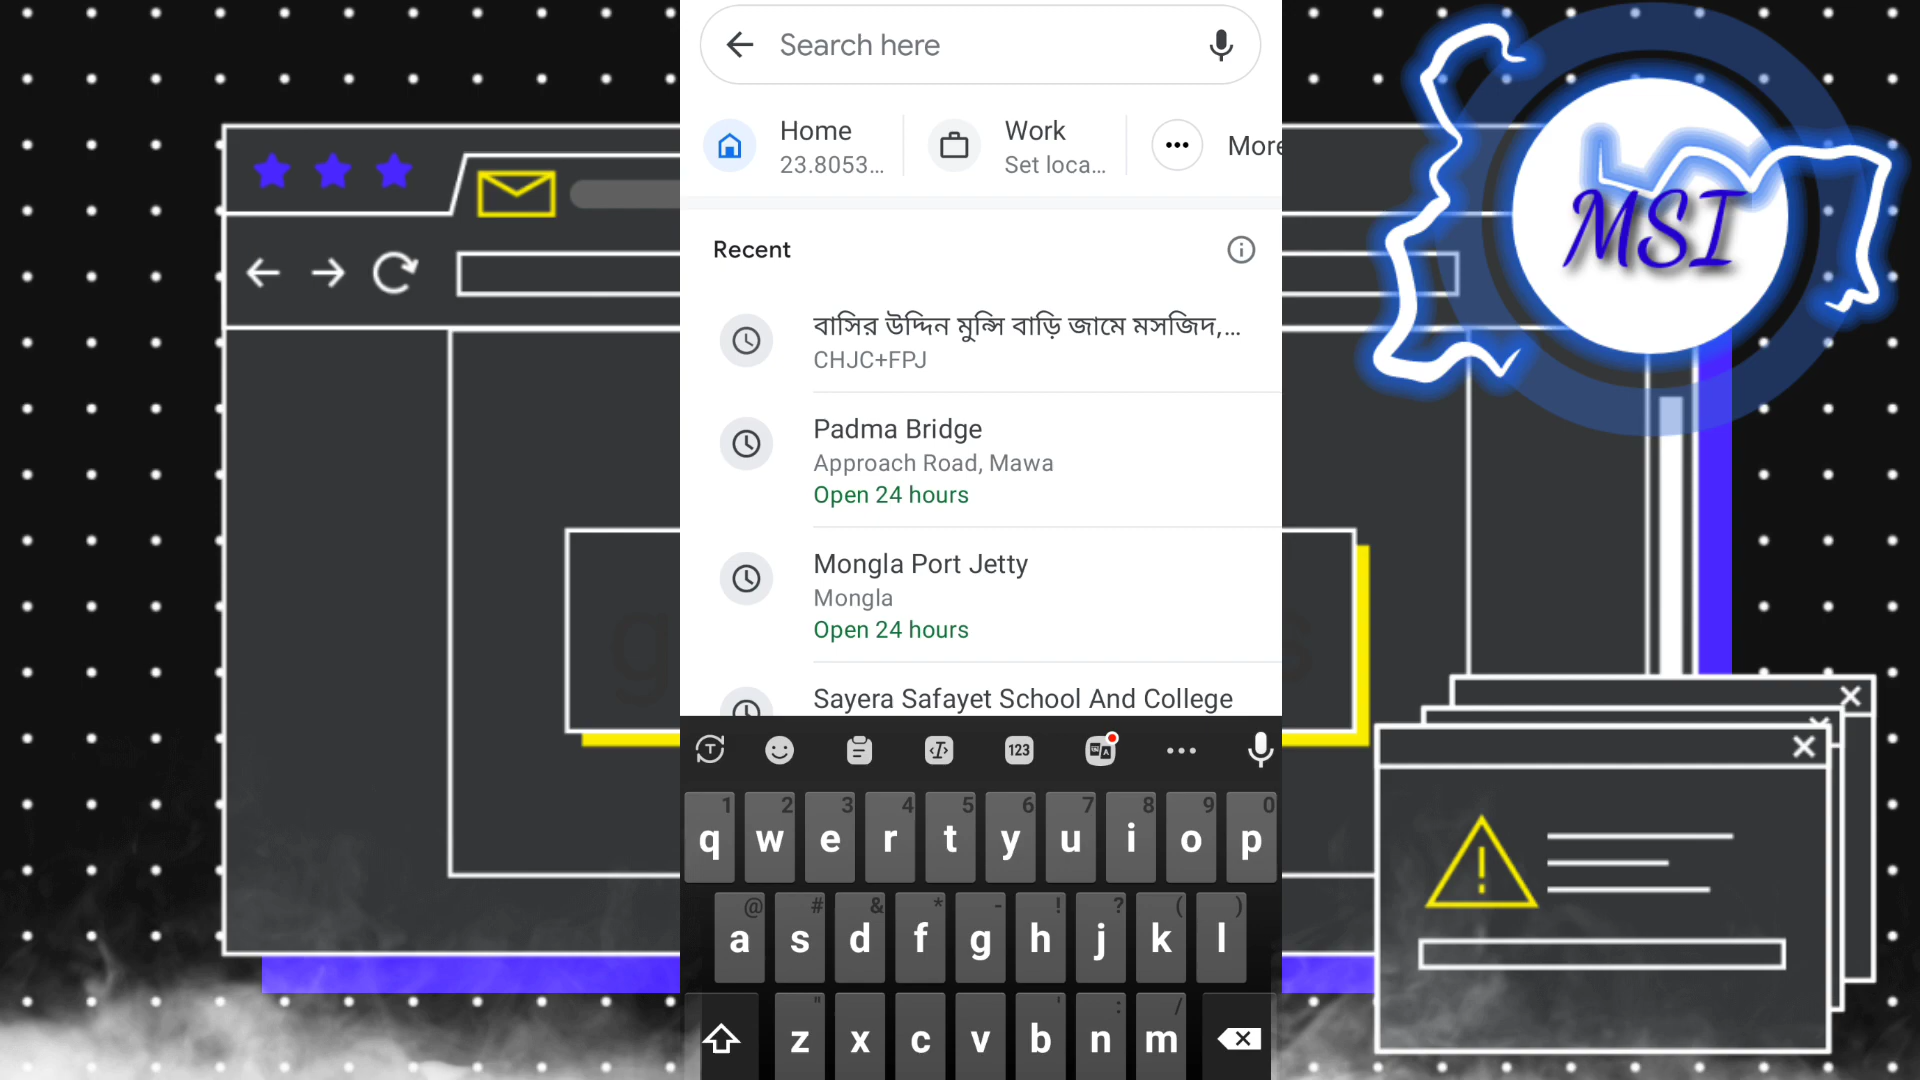 Search here
Home
23.8053...
Work
Set loca...
More
MSI
Recent
বাসির উদ্দিন মুন্সি বাড়ি জামে মসজিদ,...
CHJC+FPJ
Padma Bridge
Approach Road, Mawa
Open 24 hours
Mongla Port Jetty
Mongla
Open 24 hours
Sayera Safayet School And College
T 123
1 2 3 4 5 6 7 8 9 0
q w e r t y u i o p
@ # & * - ! ? ( )
a s d f g h j k l
" ' : /
z x c v b n m